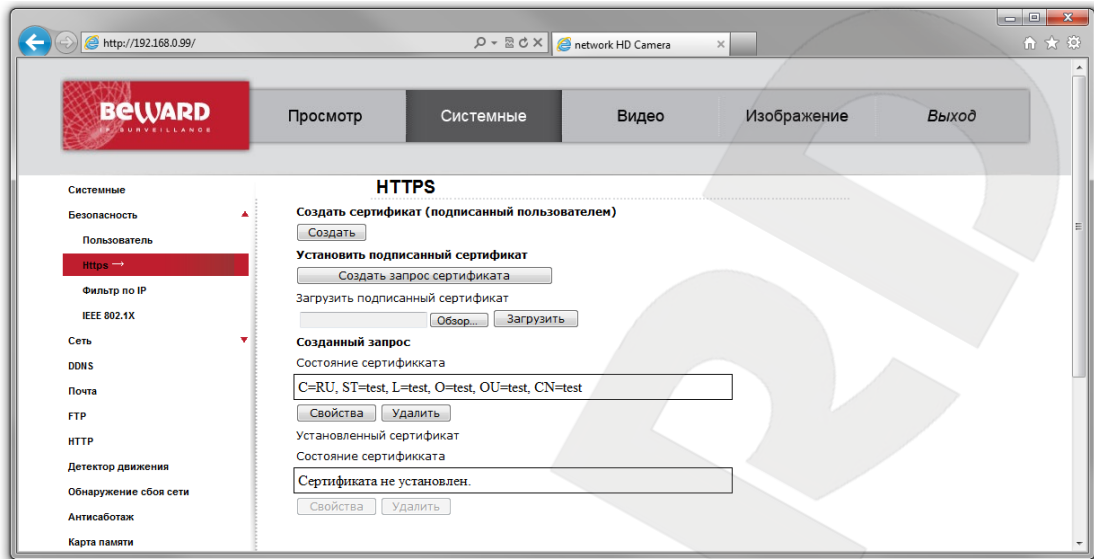 http://192.168.0.99/
network HD Camera
BEWARD
IP SURVEILLANCE
Просмотр
Системные
Видео
Изображение
Выход
Системные
Безопасность
Пользователь
Https →
Фильтр по IP
IEEE 802.1X
Сеть
DDNS
Почта
FTP
HTTP
Детектор движения
Обнаружение сбоя сети
Антисаботаж
Карта памяти
HTTPS
Создать сертификат (подписанный пользователем)
Создать
Установить подписанный сертификат
Создать запрос сертификата
Загрузить подписанный сертификат
Обзор... Загрузить
Созданный запрос
Состояние сертификката
C=RU, ST=test, L=test, O=test, OU=test, CN=test
Свойства Удалить
Установленный сертификат
Состояние сертификката
Сертификата не установлен.
Свойства Удалить